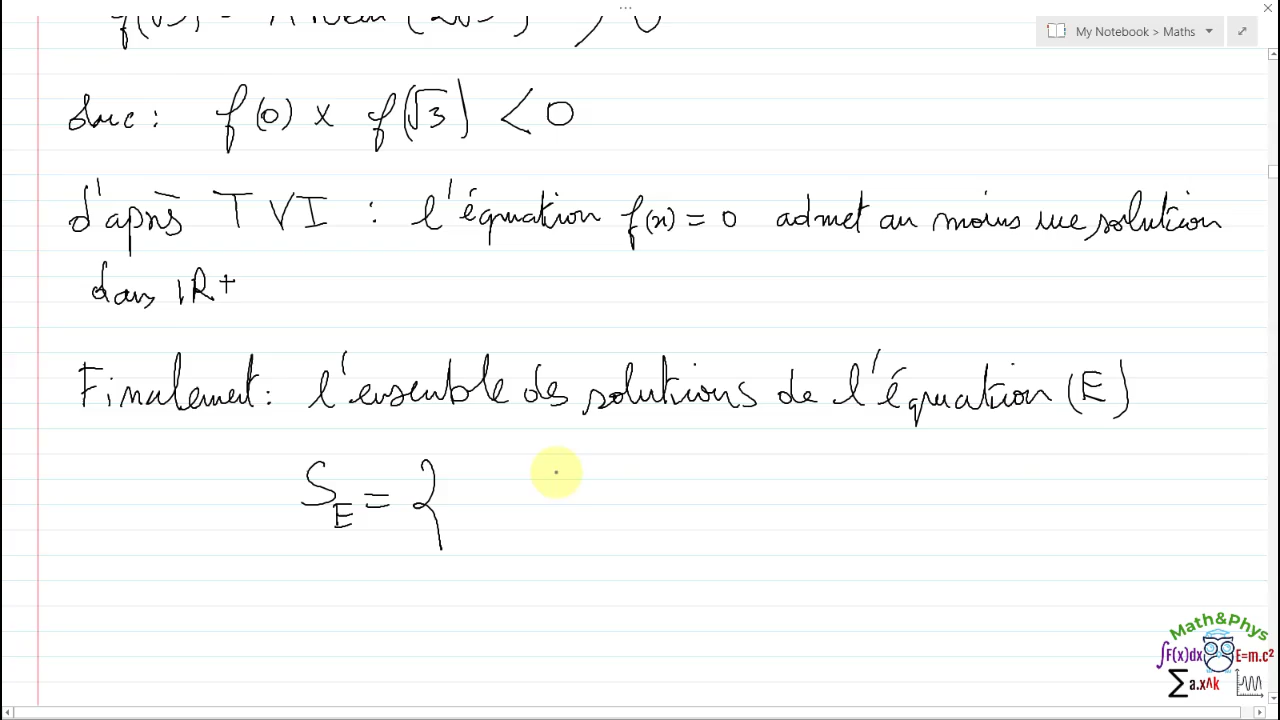 My Notebook > Maths
donc : f(0) × f(√3) < 0
d'après TVI : l'équation f(x) = 0 admet au moins une solution
dans IR+
Finalement : l'ensemble des solutions de l'équation (E)
S_E = {
Math&Phys
∫F(x)dx E=m.c²
∑ a.x^k